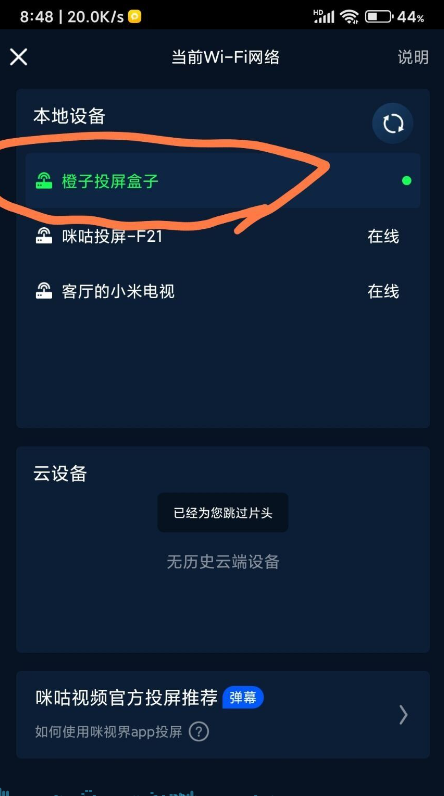 8:48 | 20.0K/s HD 44%
当前Wi-Fi网络 说明
本地设备
橙子投屏盒子
咪咕投屏-F21 在线
客厅的小米电视 在线
云设备
已经为您跳过片头
无历史云端设备
咪咕视频官方投屏推荐 弹幕
如何使用咪视界app投屏 ?